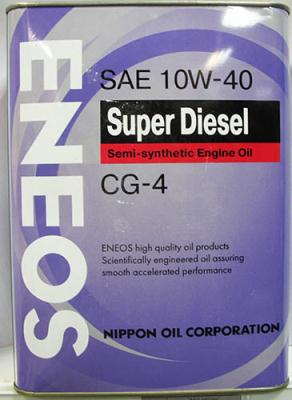 ENEOS
SAE 10W-40
Super Diesel
Semi-synthetic Engine Oil
CG-4
ENEOS high quality oil products
Scientifically engineered oil assuring
smooth accelerated performance
NIPPON OIL CORPORATION